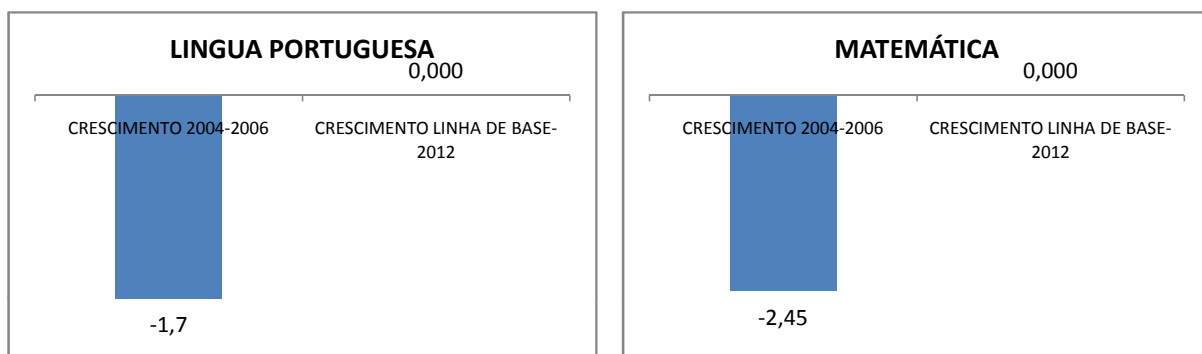 LINGUA PORTUGUESA
0,000
CRESCIMENTO 2004-2006
CRESCIMENTO LINHA DE BASE-
2012
-1,7
MATEMÁTICA
0,000
CRESCIMENTO 2004-2006
CRESCIMENTO LINHA DE BASE-
2012
-2,45